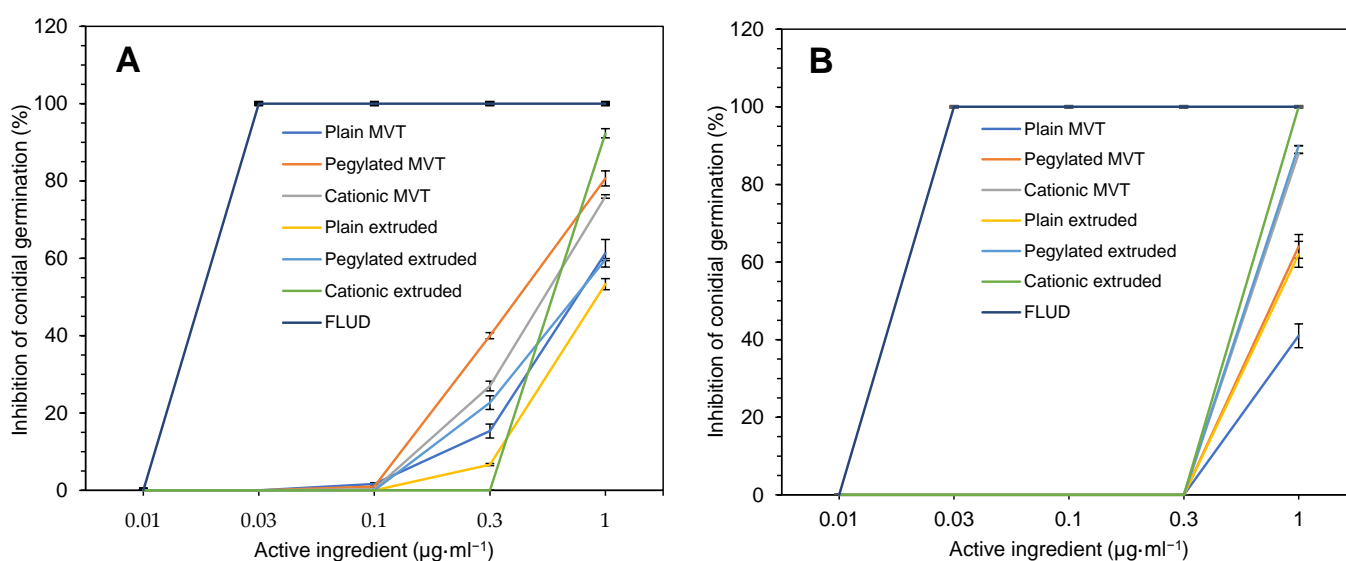 A
Inhibition of conidial germination (%)
120
100
80
60
40
20
0
Plain MVT
Pegylated MVT
Cationic MVT
Plain extruded
Pegylated extruded
Cationic extruded
FLUD
0.01 0.03 0.1 0.3 1
Active ingredient (µg·ml⁻¹)
B
Inhibition of conidial germination (%)
120
100
80
60
40
20
0
Plain MVT
Pegylated MVT
Cationic MVT
Plain extruded
Pegylated extruded
Cationic extruded
FLUD
0.01 0.03 0.1 0.3 1
Active ingredient (µg·ml⁻¹)